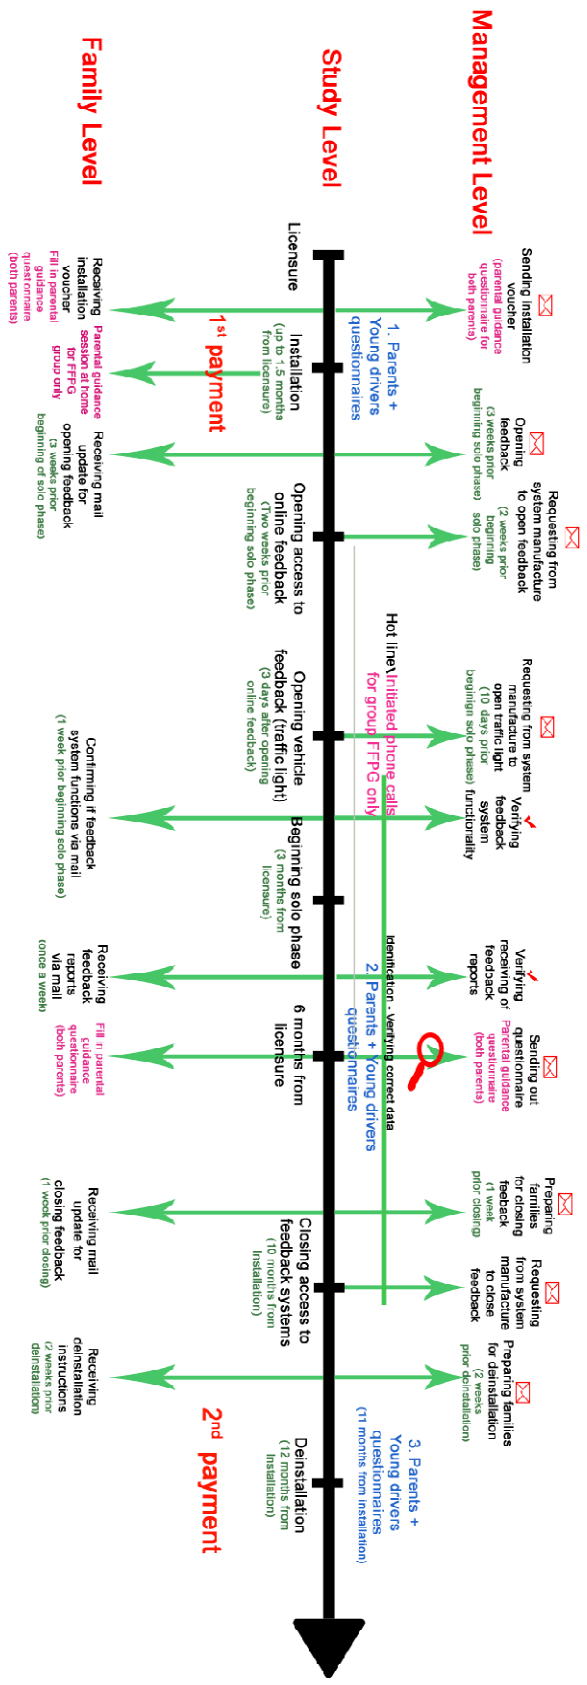 Management Level
Sending installation
voucher
(parental guidance
questionnaire for
both parents)
Opening
feedback
(3 weeks prior
beginning solo phase)
Requesting from
system manufacture
to open feedback
(2 weeks prior
beginning
solo phase)
Requesting from system
manufacture to
open traffic light
(10 days prior
beginign solo phase)
Verifying
feedback
system
functionality
Verifying
receiving of
feedback
reports
Sending out
questionnaire
Parental guidance
questionnaire
(both parents)
Preparing
families
for closing
feeback
(1 week
prior closing)
Requesting
from system
manufacture
to close
feedback
Preparing families
for deinstallation
(2 weeks
prior deinstallation)
1. Parents +
Young drivers
questionnaires
Hot line\Initiated phone calls
for group FFPG only
Idenification - Verifying correct data
2. Parents + Young drivers
questionnaires
3. Parents +
Young drivers
questionnaires
(11 months from installation)
Study Level
Licensure
Installation
(up to 1.5 months
from licensure)
Opening access to
online feedback
(Two weeks prior
beginning solo phase)
Opening vehicle
feedback (traffic light)
(3 days after opening
online feedback)
Beginning solo phase
(3 months from
licensure)
6 months from
licensure
Closing access to
feedback systems
(10 months from
Installation)
Deinstallation
(12 months from
Installation)
1st payment
2nd payment
Family Level
Receiving
installation
voucher
Fill in parental
guidance
questionnaire
(both parents)
Parental guidance
session at home
for FFPG
group only
Receiving mail
update for
opening feedback
(3 weeks prior
beginning of solo phase)
Confirming if feedback
system functions via mail
(1 week prior beginning solo phase)
Receiving
feedback
reports
via mail
(once a week)
Fill in parental
guidance
questionnaire
(both parents)
Receiving mail
update for
closing feedback
(1 week prior closing)
Receiving
deinstallation
instructions
(2 weeks prior
deinstallation)